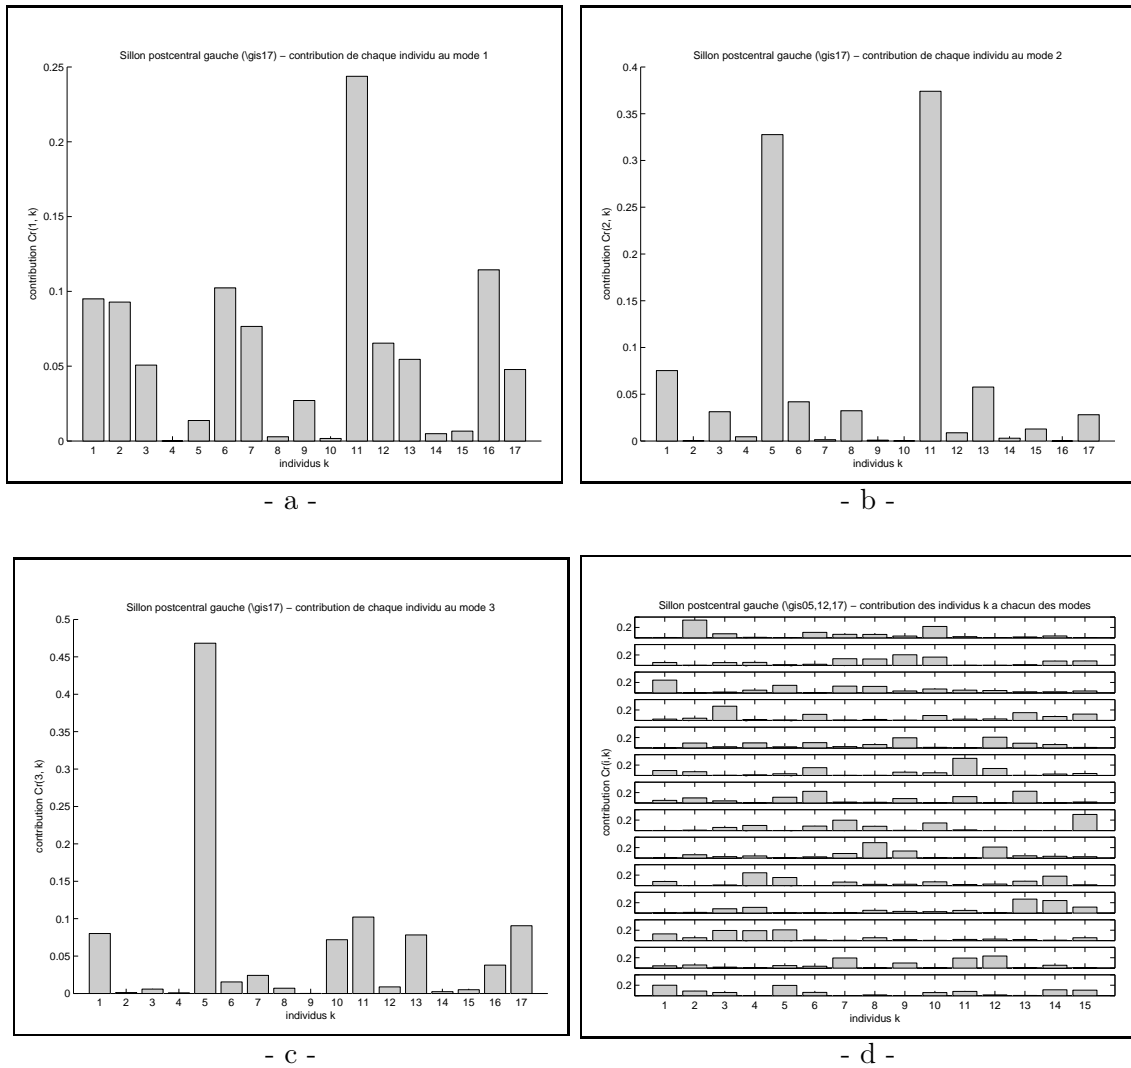 Sillon postcentral gauche (\gis17) – contribution de chaque individu au mode 1
0.25
0.2
0.15
0.1
0.05
0
contribution Cr(1, k)
1 2 3 4 5 6 7 8 9 10 11 12 13 14 15 16 17
individus k
- a -
Sillon postcentral gauche (\gis17) – contribution de chaque individu au mode 2
0.4
0.35
0.3
0.25
0.2
0.15
0.1
0.05
0
contribution Cr(2, k)
1 2 3 4 5 6 7 8 9 10 11 12 13 14 15 16 17
individus k
- b -
Sillon postcentral gauche (\gis17) – contribution de chaque individu au mode 3
0.5
0.45
0.4
0.35
0.3
0.25
0.2
0.15
0.1
0.05
0
contribution Cr(3, k)
1 2 3 4 5 6 7 8 9 10 11 12 13 14 15 16 17
individus k
- c -
Sillon postcentral gauche (\gis05,12,17) – contribution des individus k a chacun des modes
0.2
0.2
0.2
0.2
0.2
0.2
0.2
0.2
0.2
0.2
0.2
0.2
0.2
0.2
contribution Cr(i,k)
1 2 3 4 5 6 7 8 9 10 11 12 13 14 15
individus k
- d -